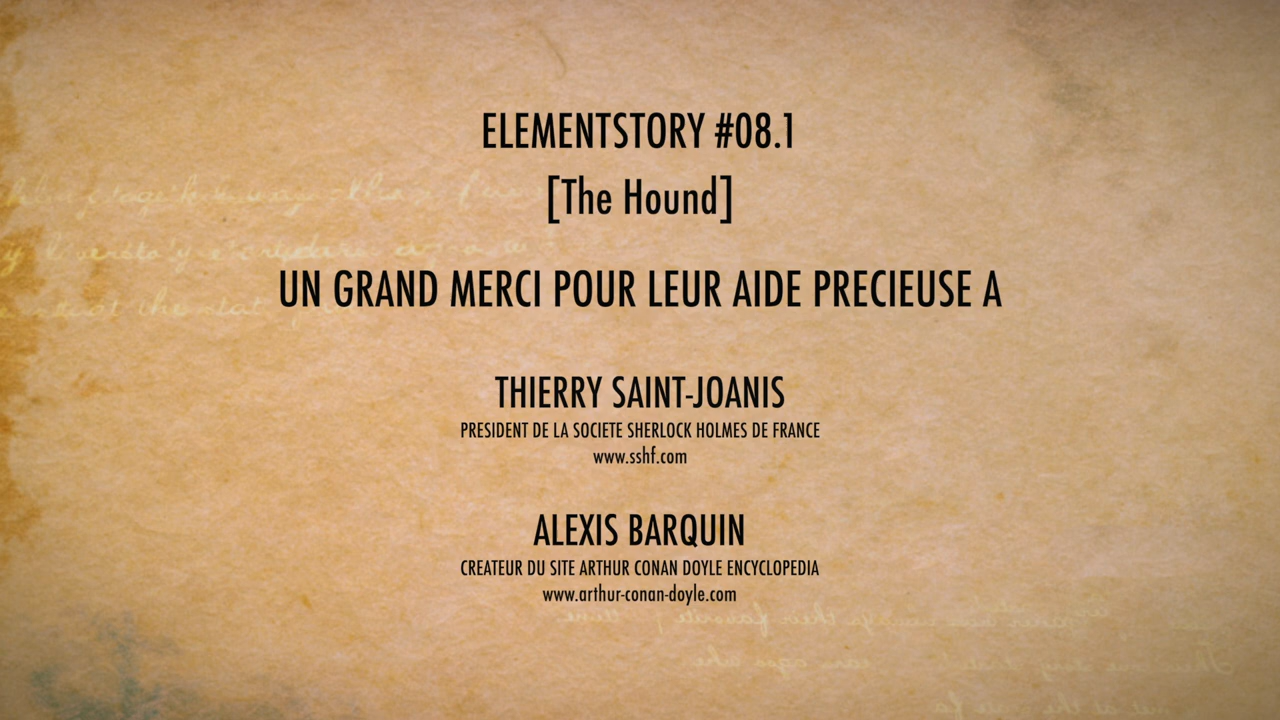 ELEMENTSTORY #08.1
[The Hound]
UN GRAND MERCI POUR LEUR AIDE PRECIEUSE A
THIERRY SAINT-JOANIS
PRESIDENT DE LA SOCIETE SHERLOCK HOLMES DE FRANCE
www.sshf.com
ALEXIS BARQUIN
CREATEUR DU SITE ARTHUR CONAN DOYLE ENCYCLOPEDIA
www.arthur-conan-doyle.com